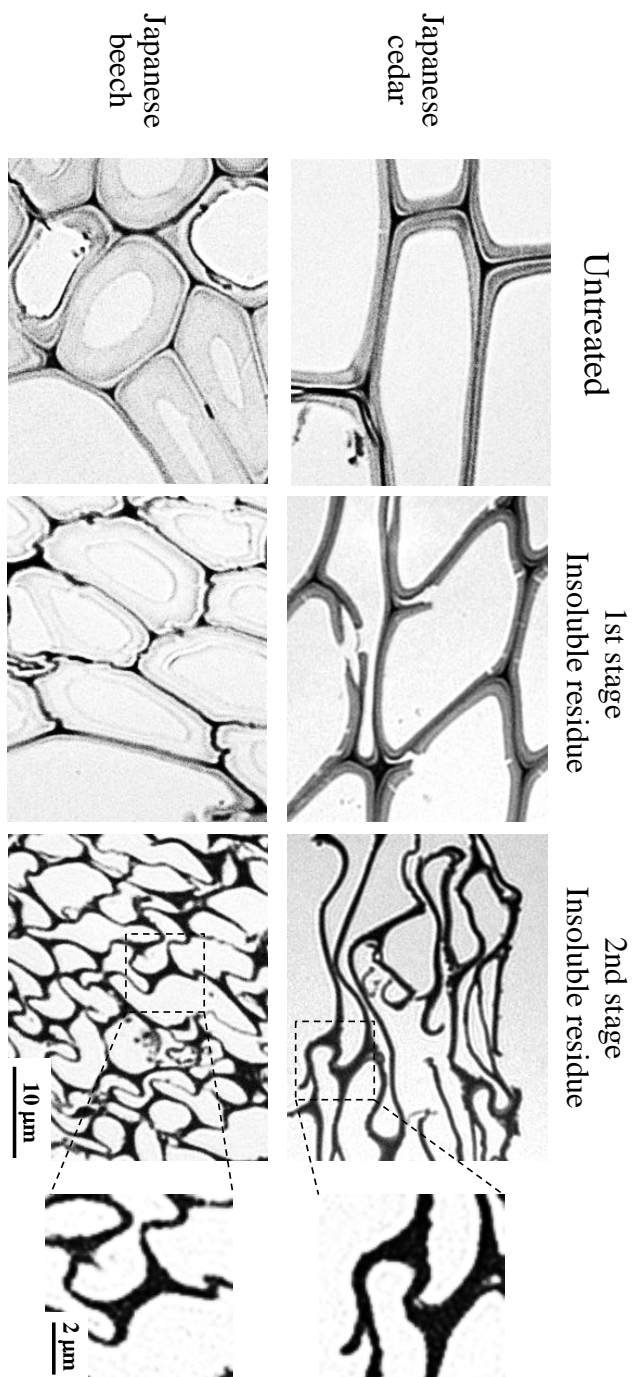 Untreated
1st stage
Insoluble residue
2nd stage
Insoluble residue
Japanese
cedar
Japanese
beech
10 μm
2 μm